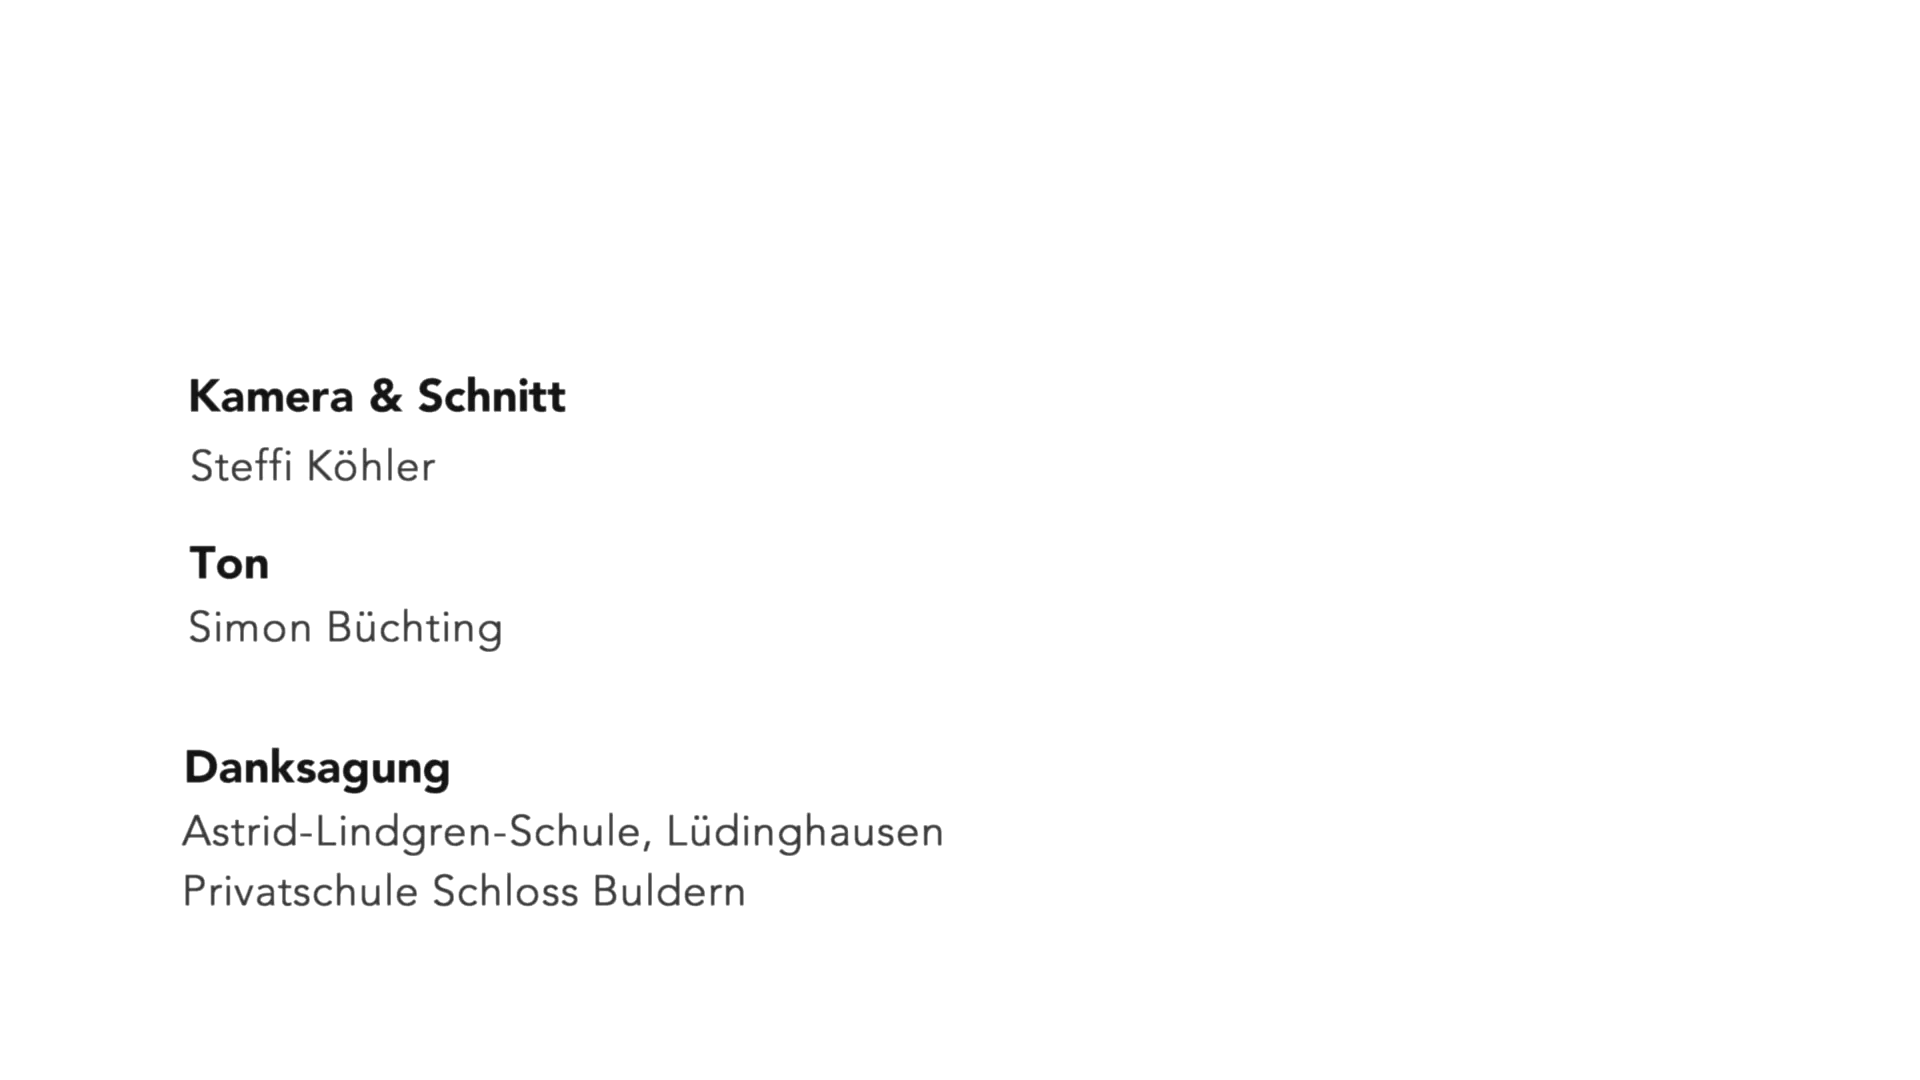 Kamera & Schnitt
Steffi Köhler
Ton
Simon Büchting
Danksagung
Astrid-Lindgren-Schule, Lüdinghausen
Privatschule Schloss Buldern